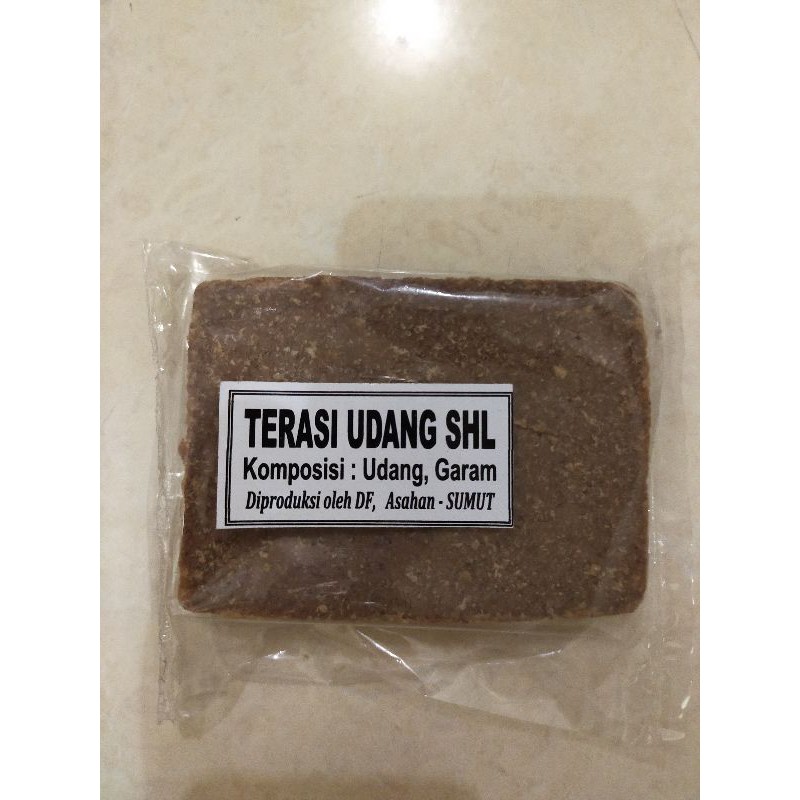 TERASI UDANG SHL
Komposisi : Udang, Garam
Diproduksi oleh DF, Asahan - SUMUT